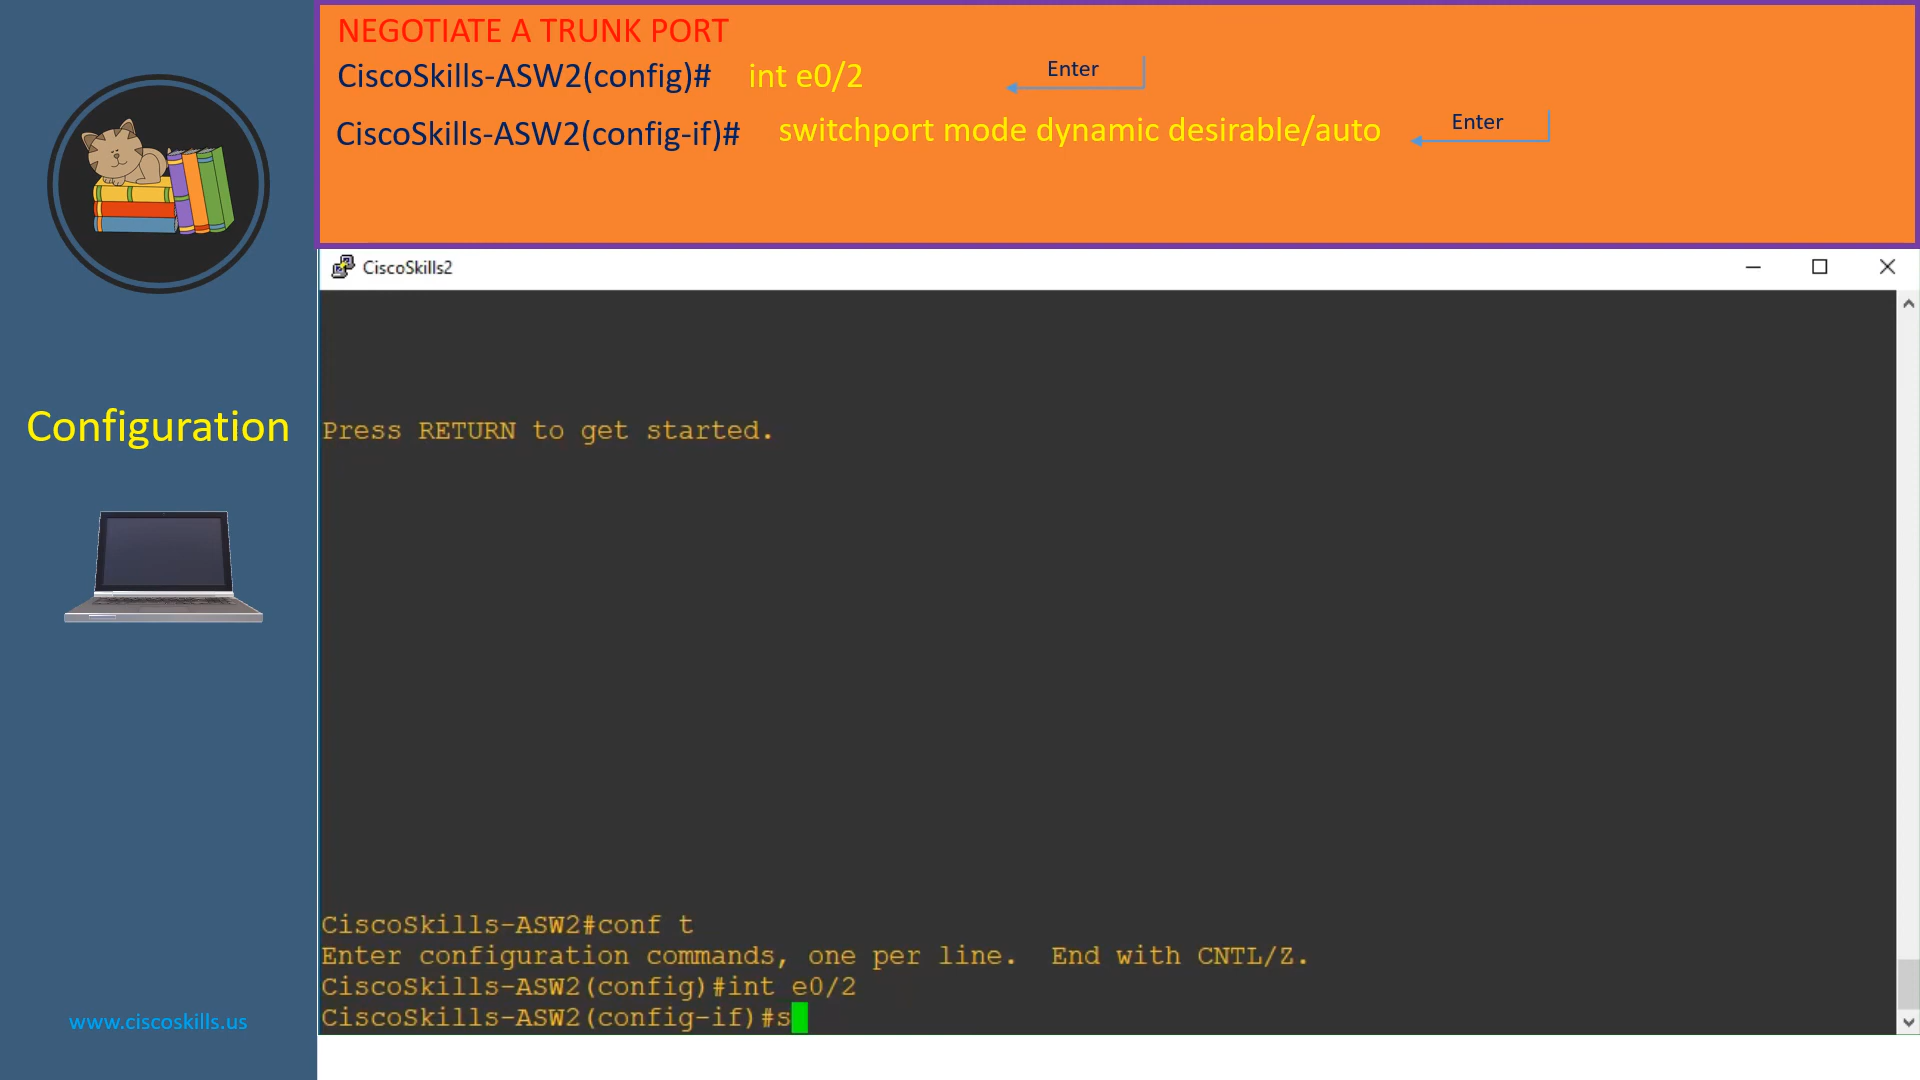 NEGOTIATE A TRUNK PORT
CiscoSkills-ASW2(config)# int e0/2 Enter
CiscoSkills-ASW2(config-if)# switchport mode dynamic desirable/auto Enter
CiscoSkills2
Configuration
Press RETURN to get started.
CiscoSkills-ASW2#conf t
Enter configuration commands, one per line.  End with CNTL/Z.
CiscoSkills-ASW2(config)#int e0/2
CiscoSkills-ASW2(config-if)#s
www.ciscoskills.us